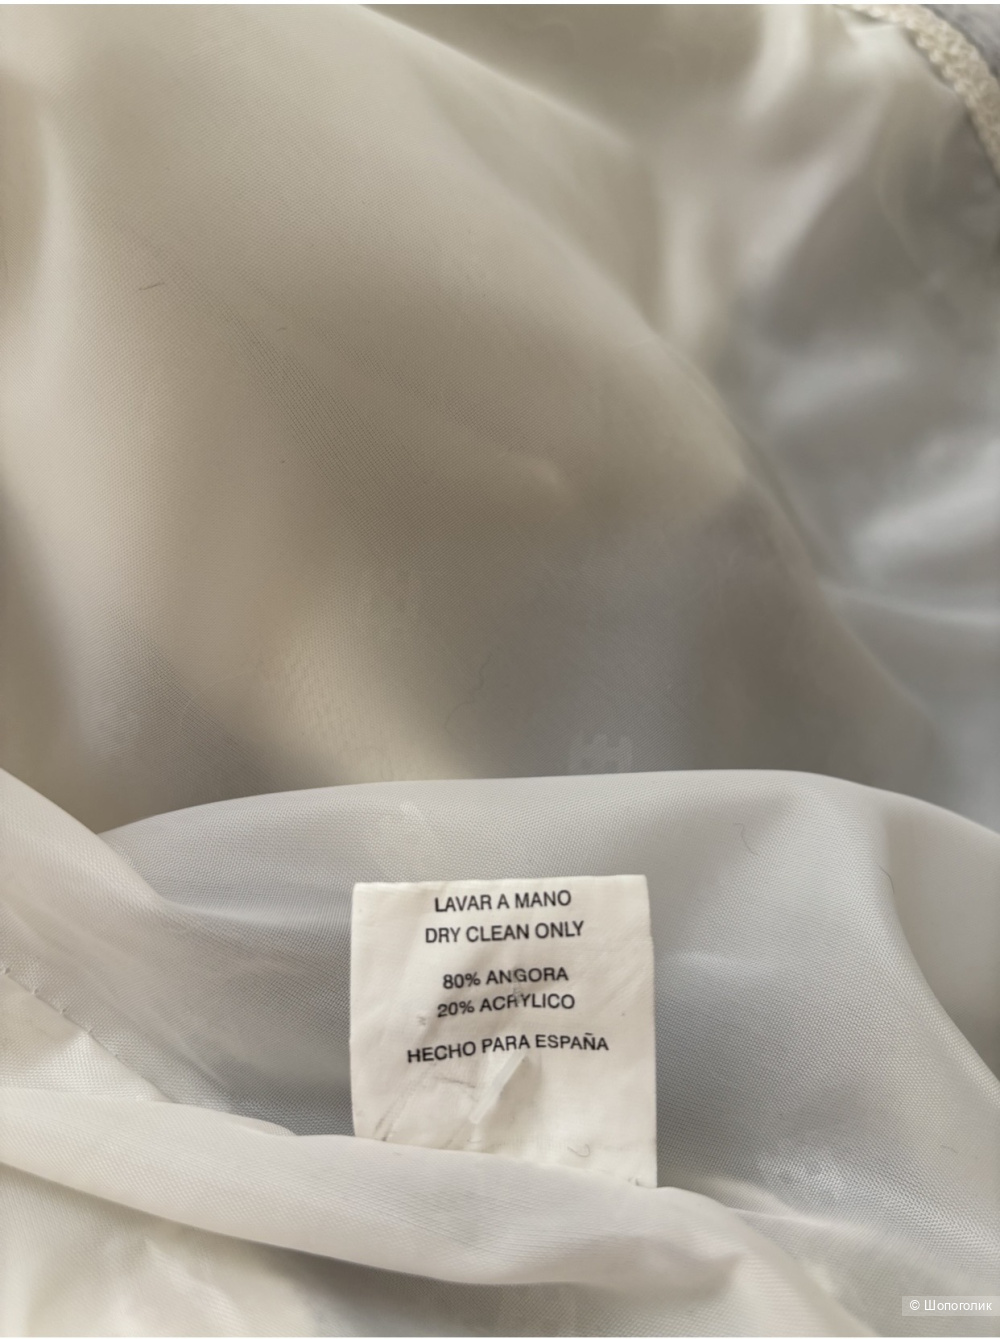 LAVAR A MANO
DRY CLEAN ONLY
80% ANGORA
20% ACRYLICO
HECHO PARA ESPAÑA
© Шопоголик